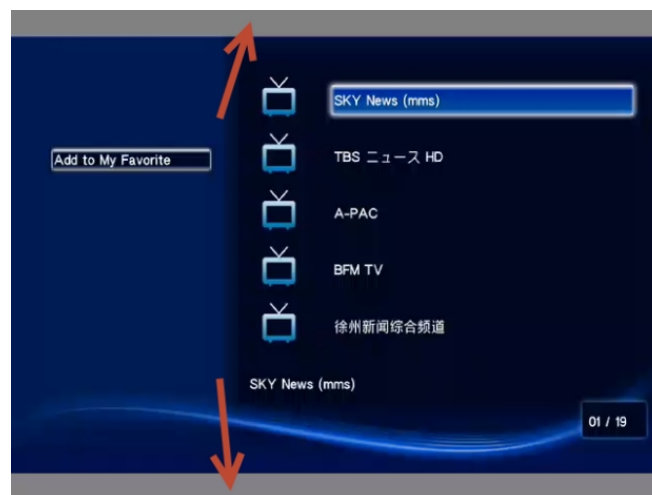 SKY News (mms)
Add to My Favorite
TBS ニュース HD
A-PAC
BFM TV
徐州新闻综合频道
SKY News (mms)
01 / 19